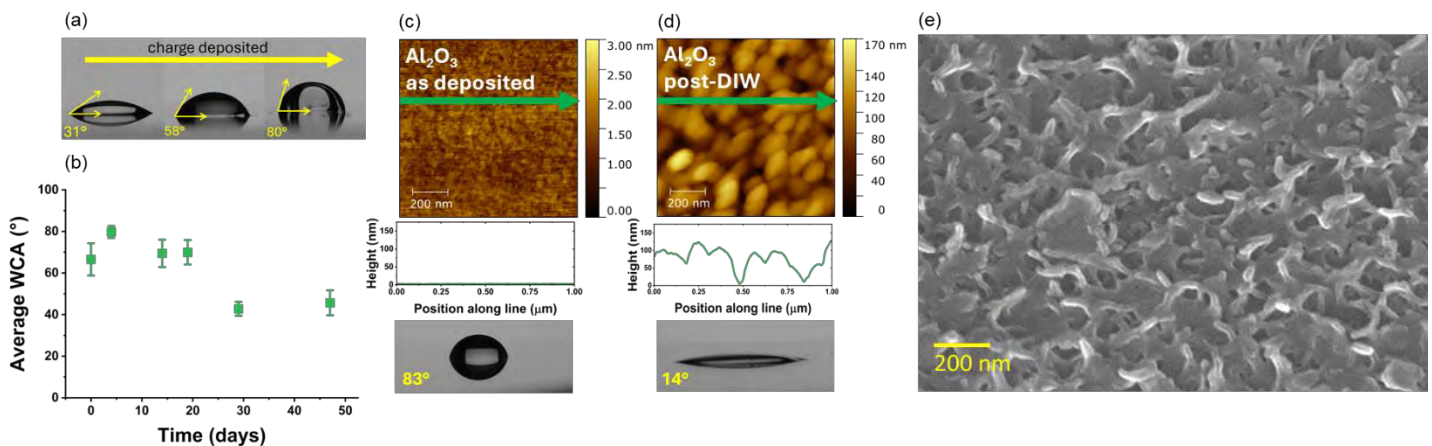 (a)
charge deposited
31°
58°
80°
(b)
Average WCA (°)
100
80
60
40
20
0
0
10
20
30
40
50
Time (days)
(c)
Al₂O₃
as deposited
200 nm
3.00 nm
2.50
2.00
1.50
1.00
0.00
Height (nm)
150
100
50
0
0.00
0.25
0.50
0.75
1.00
Position along line (μm)
83°
(d)
Al₂O₃
post-DIW
200 nm
170 nm
140
120
100
80
60
40
0
Height (nm)
150
100
50
0
0.00
0.25
0.50
0.75
1.00
Position along line (μm)
14°
(e)
200 nm